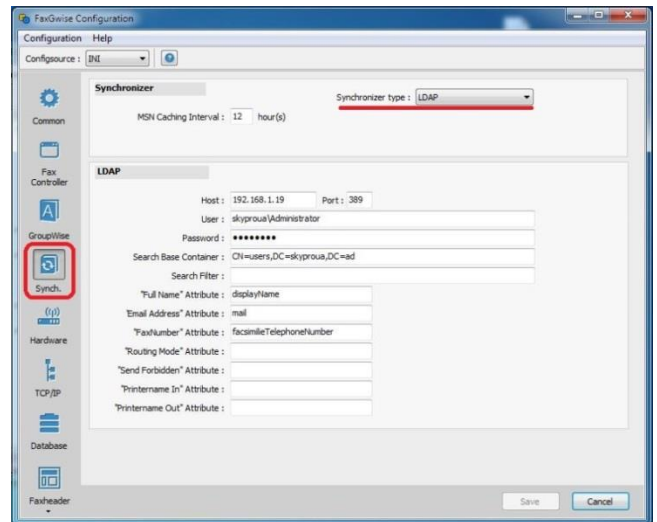 FaxGwise Configuration
Configuration Help
Configsource : INI
Common
Fax
Controller
GroupWise
Synch.
Hardware
TCP/IP
Database
Faxheader
Synchronizer
Synchronizer type : LDAP
MSN Caching Interval : 12 hour(s)
LDAP
Host : 192.168.1.19 Port : 389
User : skyproua\Administrator
Password : ••••••••
Search Base Container : CN=users,DC=skyproua,DC=ad
Search Filter :
"Full Name" Attribute : displayName
"Email Address" Attribute : mail
"FaxNumber" Attribute : facsimileTelephoneNumber
"Routing Mode" Attribute :
"Send Forbidden" Attribute :
"Printername In" Attribute :
"Printername Out" Attribute :
Save Cancel